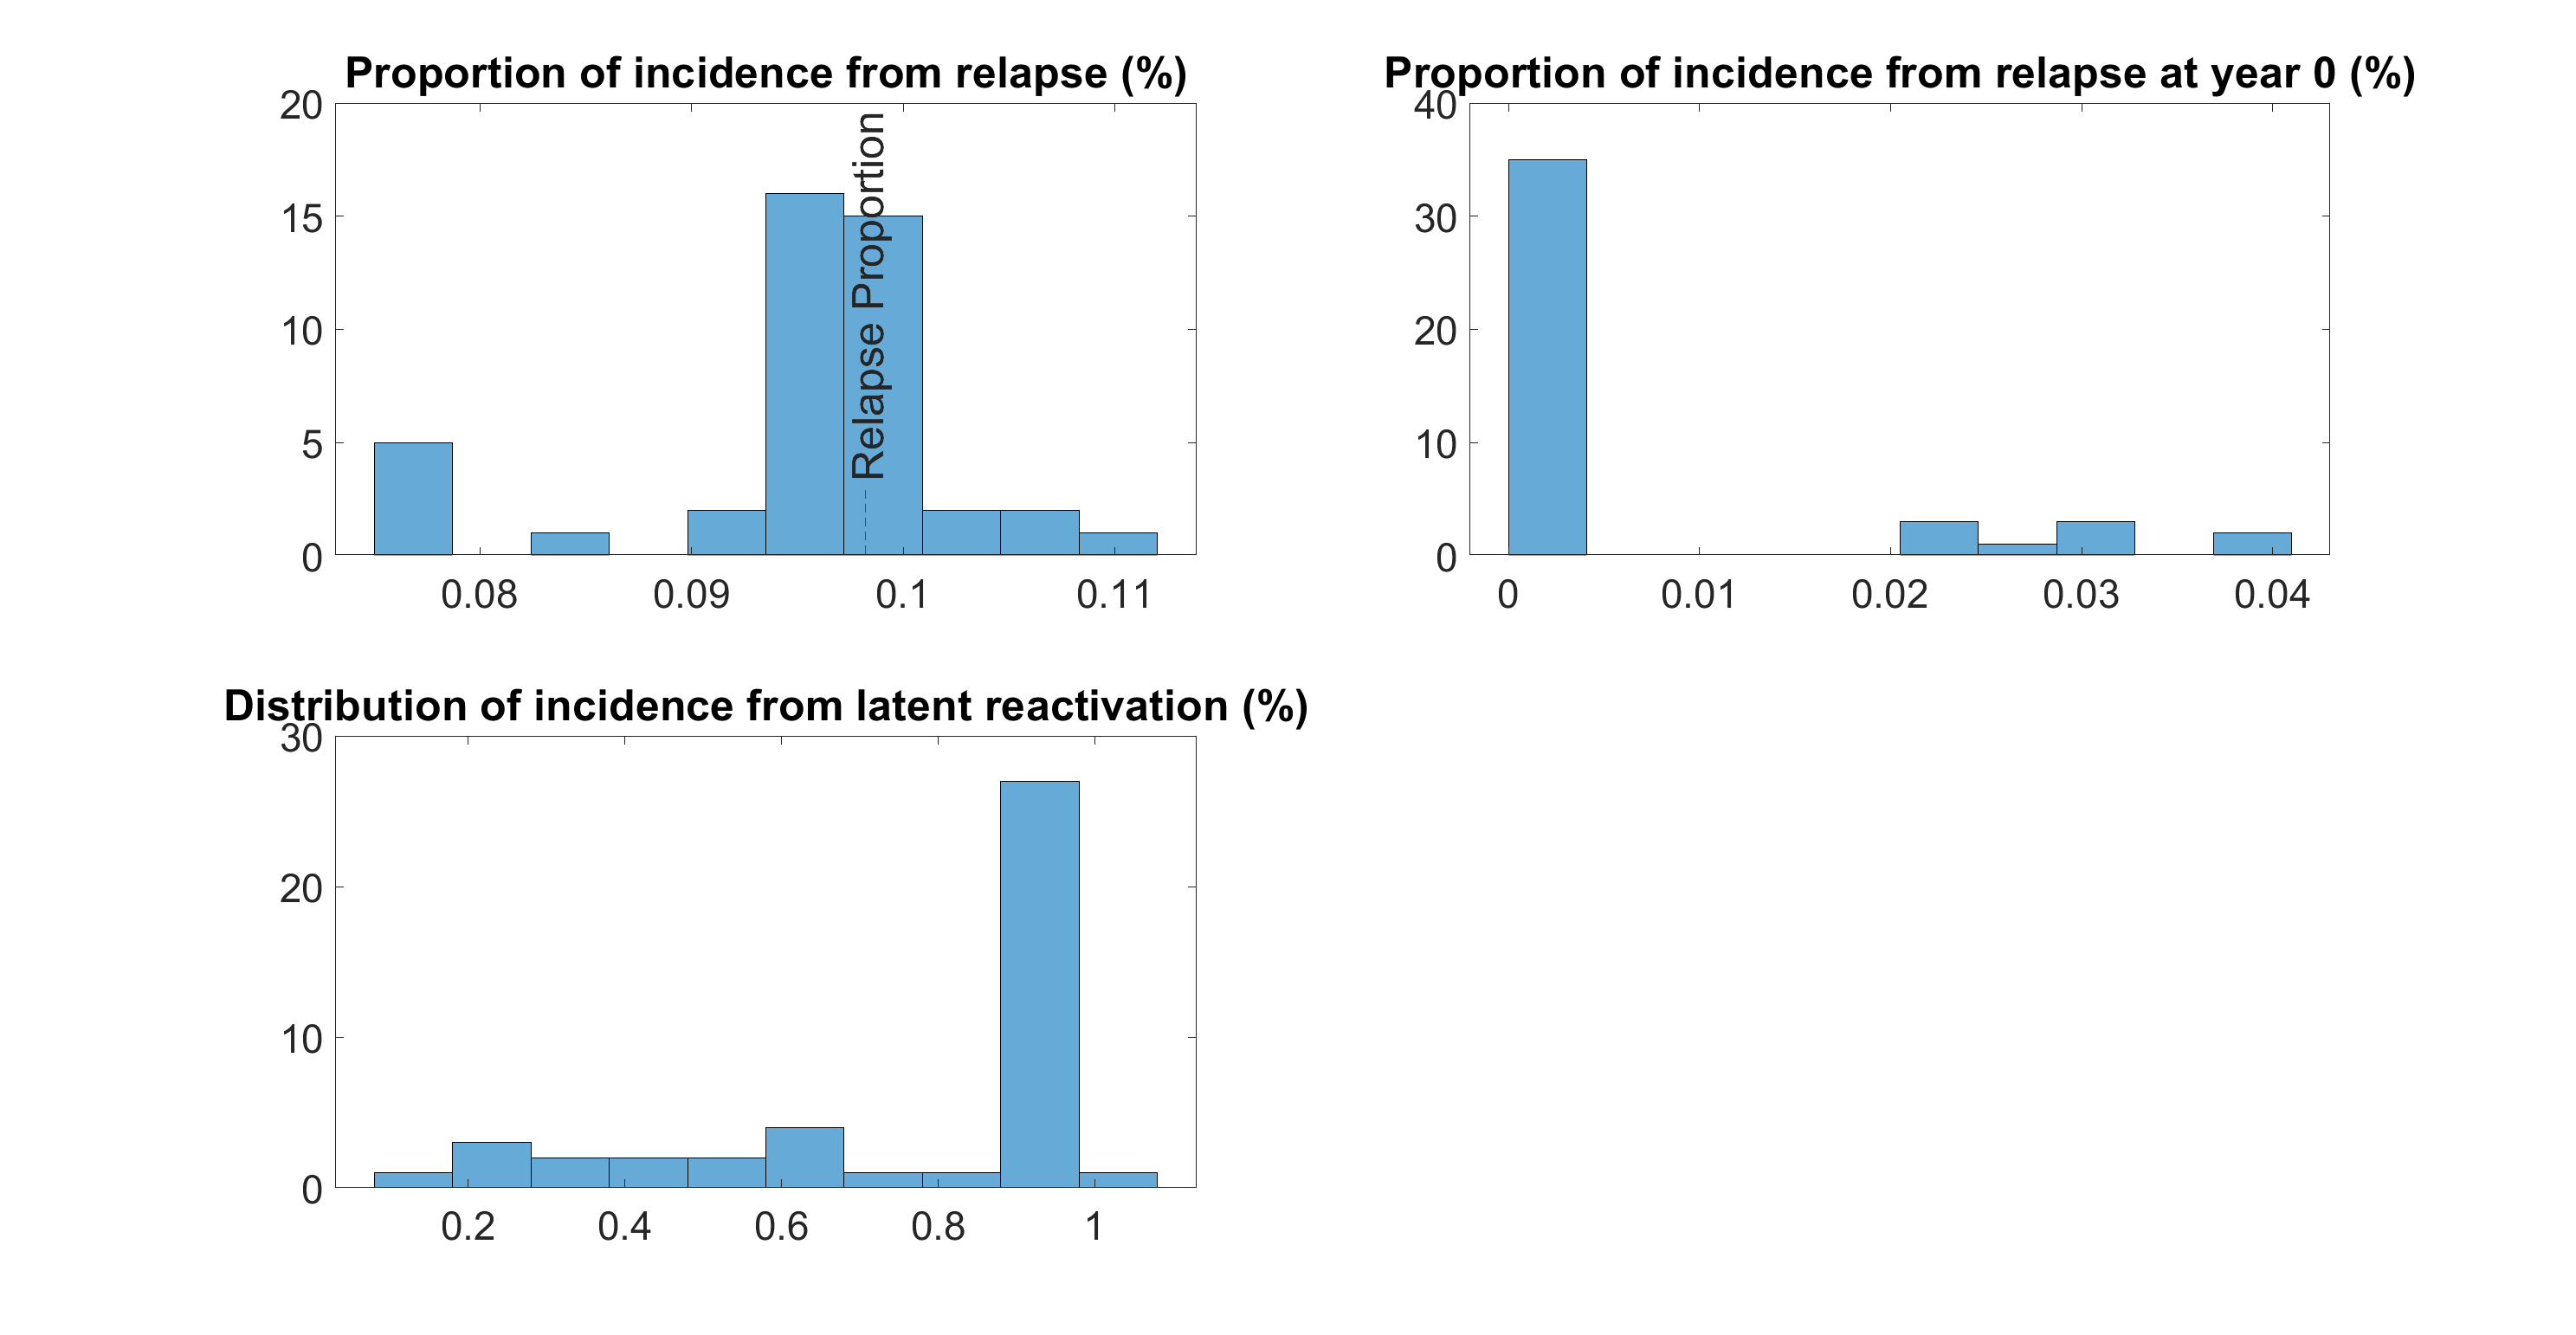 Proportion of incidence from relapse (%)
20
15
10
5
0
Relapse Proportion
0.08 0.09 0.1 0.11
Proportion of incidence from relapse at year 0 (%)
40
30
20
10
0
0 0.01 0.02 0.03 0.04
Distribution of incidence from latent reactivation (%)
30
20
10
0
0.2 0.4 0.6 0.8 1